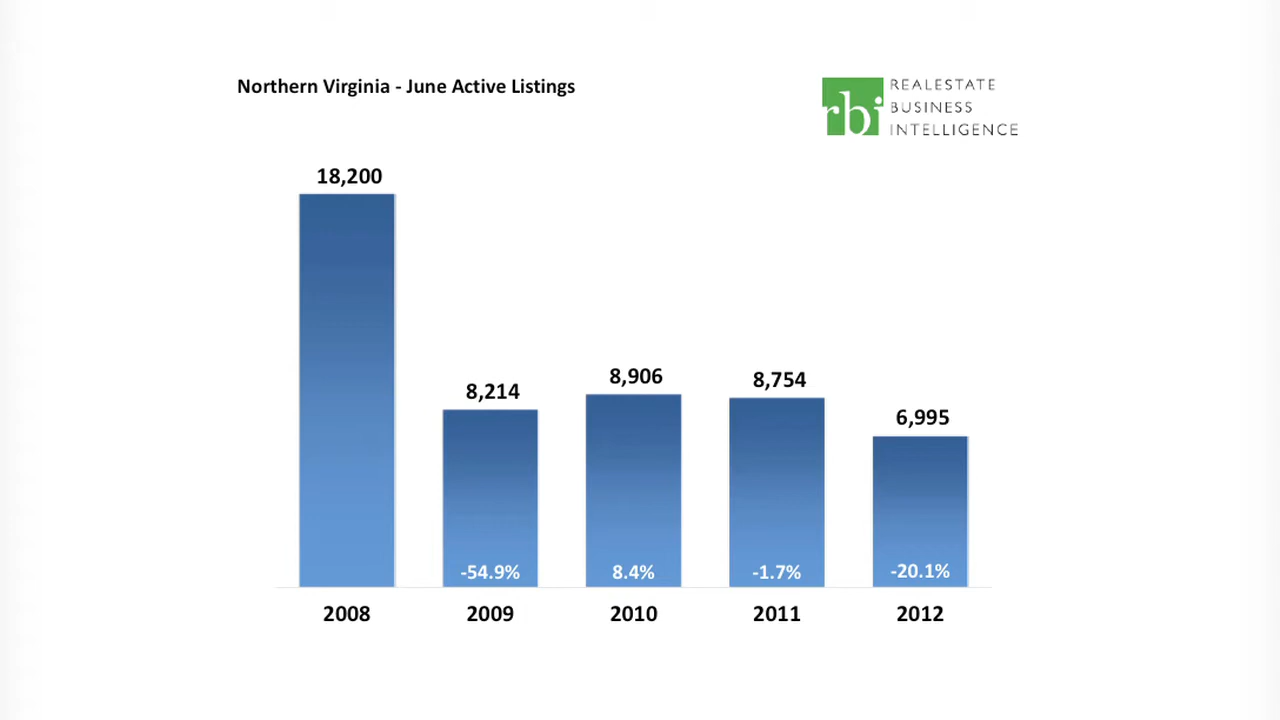 Northern Virginia - June Active Listings
rbi
REALESTATE
BUSINESS
INTELLIGENCE
18,200
8,214
8,906
8,754
6,995
-54.9%
8.4%
-1.7%
-20.1%
2008
2009
2010
2011
2012